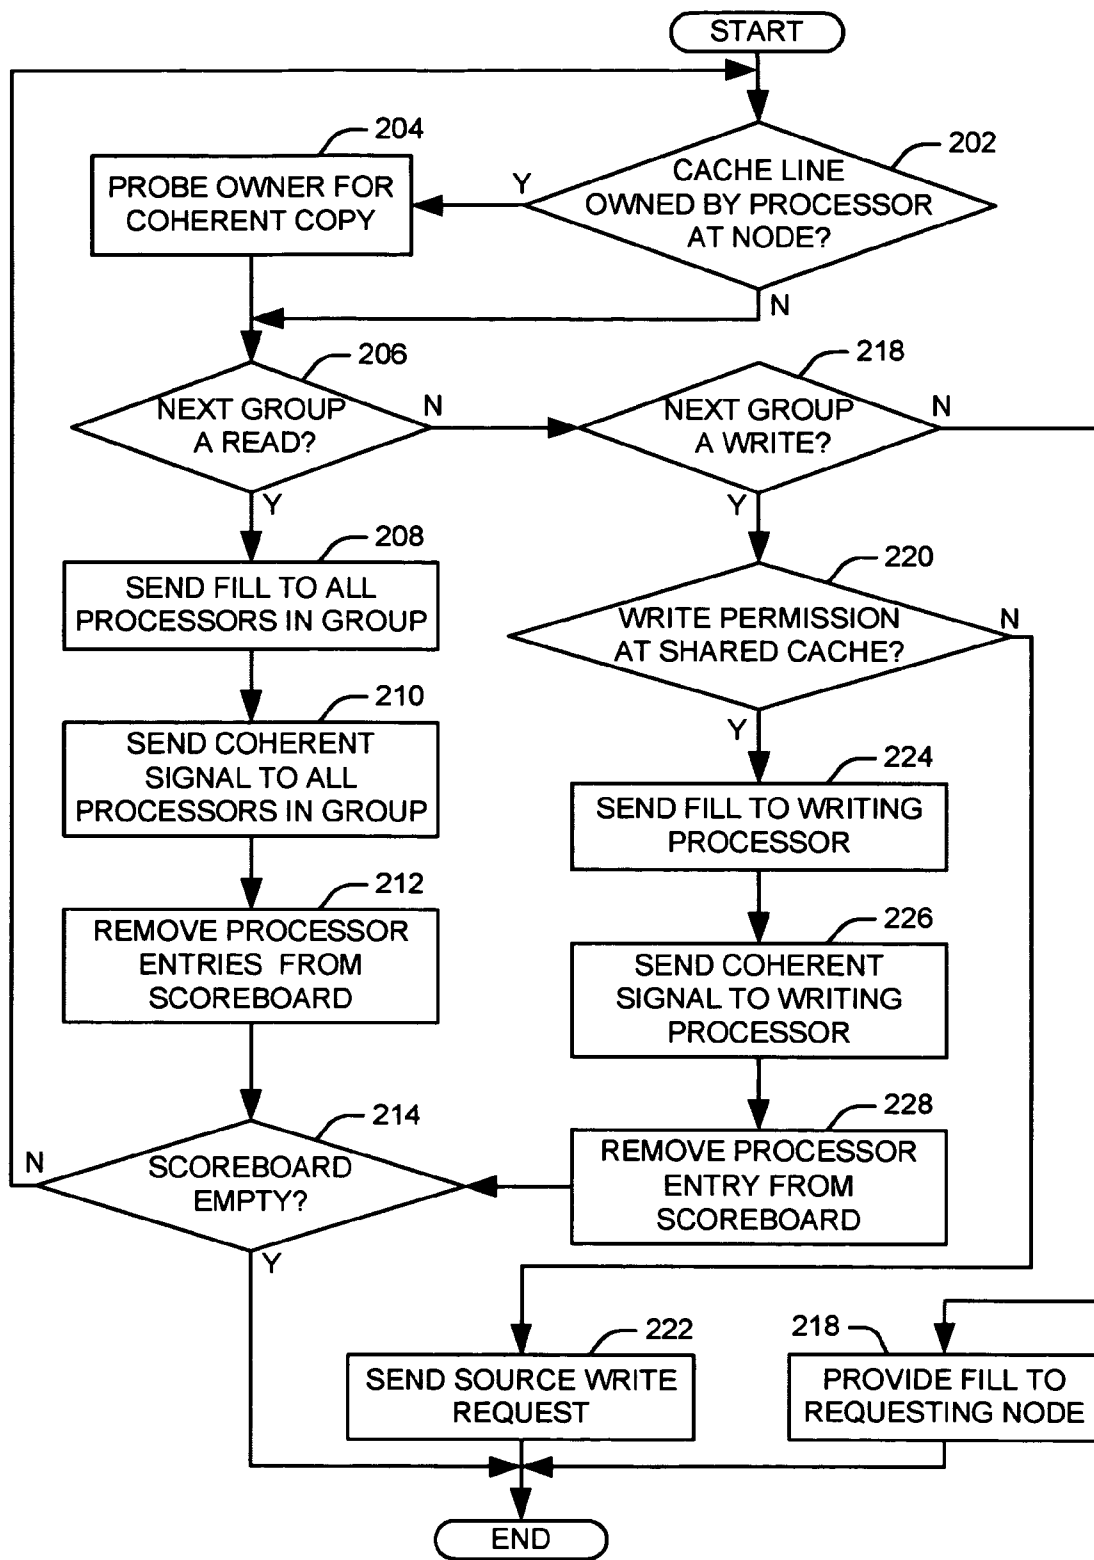 START
204
PROBE OWNER FOR
COHERENT COPY
Y
202
CACHE LINE
OWNED BY PROCESSOR
AT NODE?
N
206
NEXT GROUP
A READ?
N
Y
218
NEXT GROUP
A WRITE?
N
Y
208
SEND FILL TO ALL
PROCESSORS IN GROUP
220
WRITE PERMISSION
AT SHARED CACHE?
N
Y
210
SEND COHERENT
SIGNAL TO ALL
PROCESSORS IN GROUP
224
SEND FILL TO WRITING
PROCESSOR
212
REMOVE PROCESSOR
ENTRIES FROM
SCOREBOARD
226
SEND COHERENT
SIGNAL TO WRITING
PROCESSOR
214
N
SCOREBOARD
EMPTY?
Y
228
REMOVE PROCESSOR
ENTRY FROM
SCOREBOARD
222
SEND SOURCE WRITE
REQUEST
218
PROVIDE FILL TO
REQUESTING NODE
END